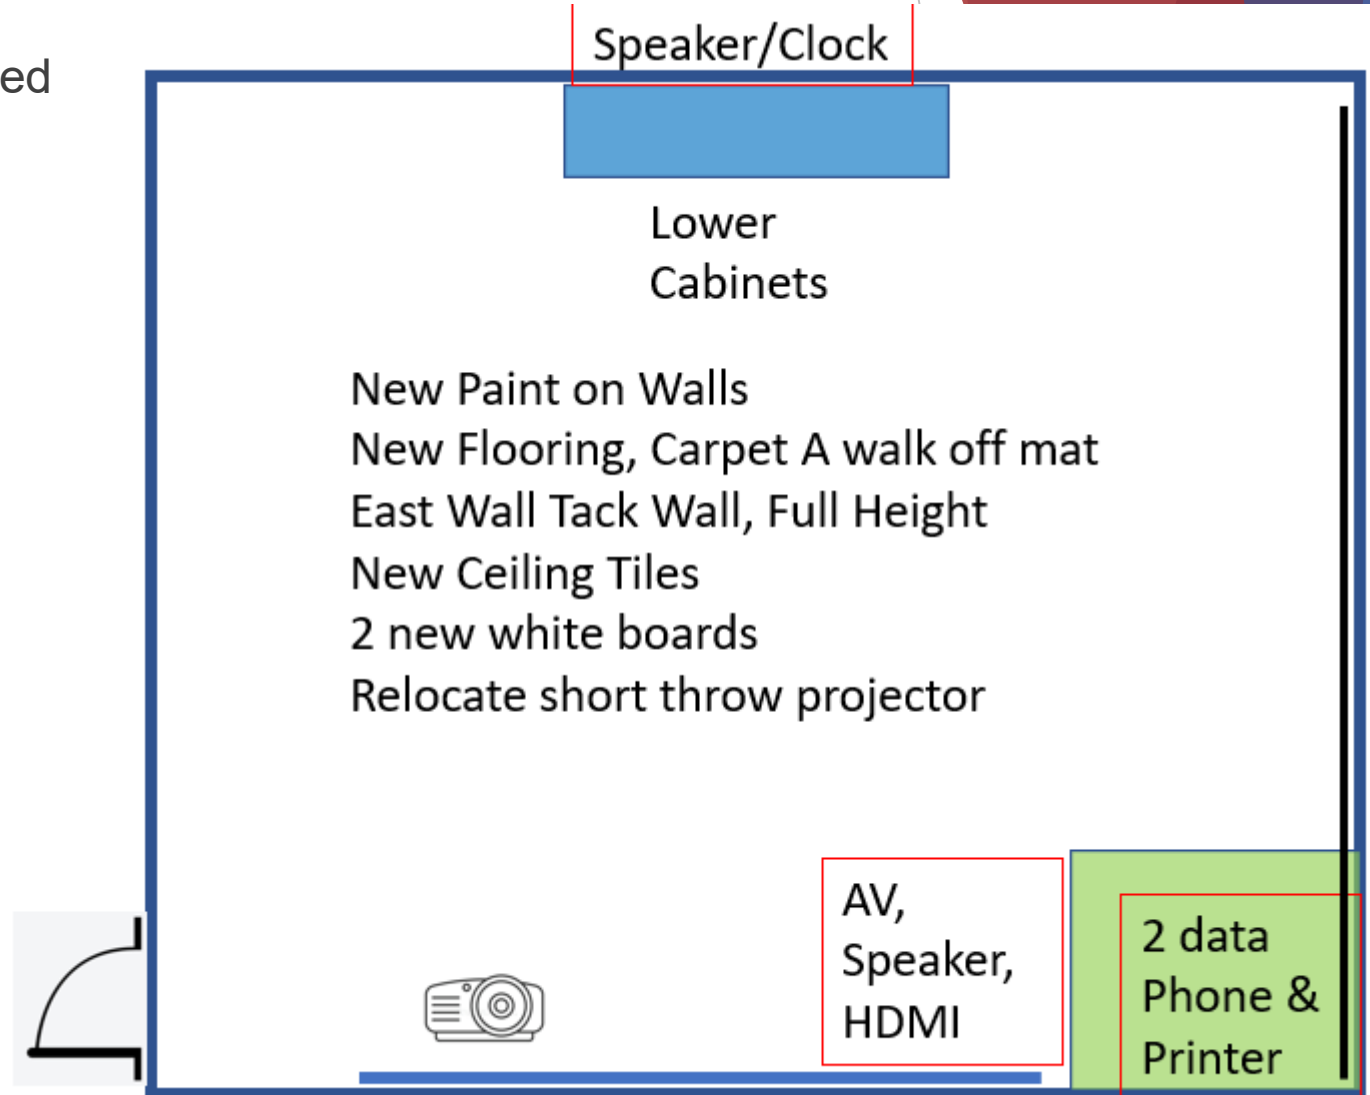 Speaker/Clock
ed
Lower
Cabinets
New Paint on Walls
New Flooring, Carpet A walk off mat
East Wall Tack Wall, Full Height
New Ceiling Tiles
2 new white boards
Relocate short throw projector
AV,
Speaker,
HDMI
2 data
Phone &
Printer